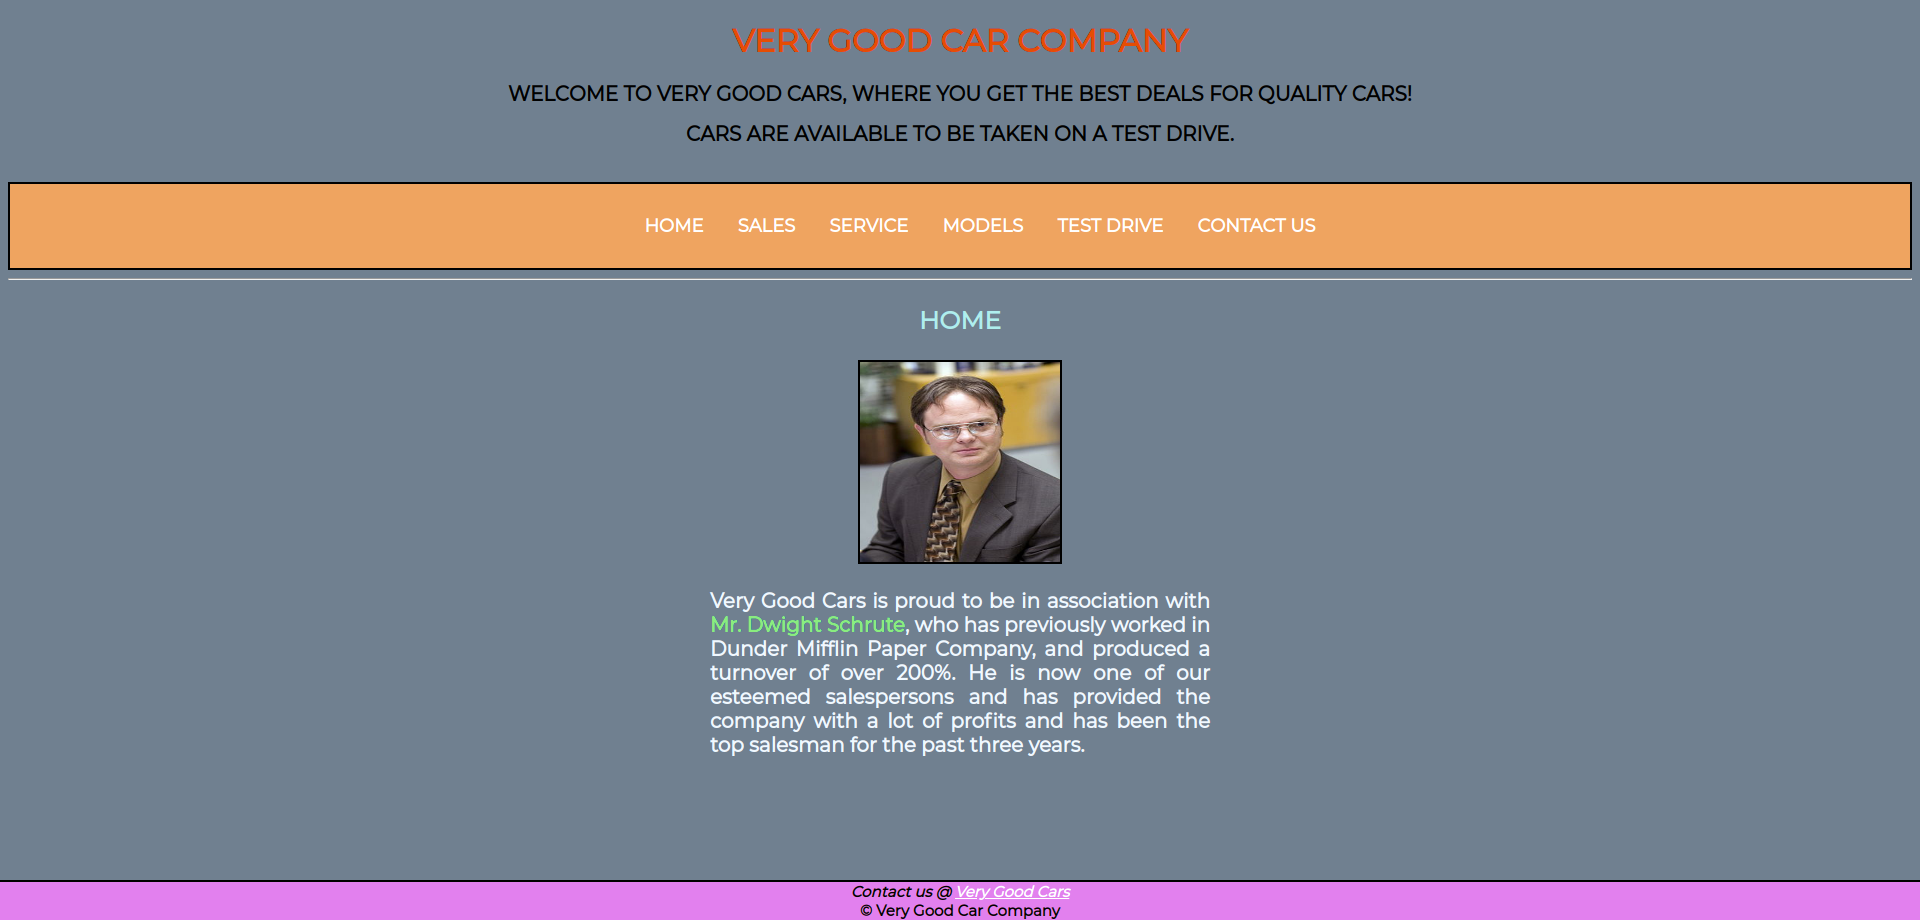 VERY GOOD CAR COMPANY
WELCOME TO VERY GOOD CARS, WHERE YOU GET THE BEST DEALS FOR QUALITY CARS!
CARS ARE AVAILABLE TO BE TAKEN ON A TEST DRIVE.
HOME SALES SERVICE MODELS TEST DRIVE CONTACT US
HOME
Very Good Cars is proud to be in association with
Mr. Dwight Schrute, who has previously worked in
Dunder Mifflin Paper Company, and produced a
turnover of over 200%. He is now one of our
esteemed salespersons and has provided the
company with a lot of profits and has been the
top salesman for the past three years.
Contact us @ Very Good Cars
© Very Good Car Company